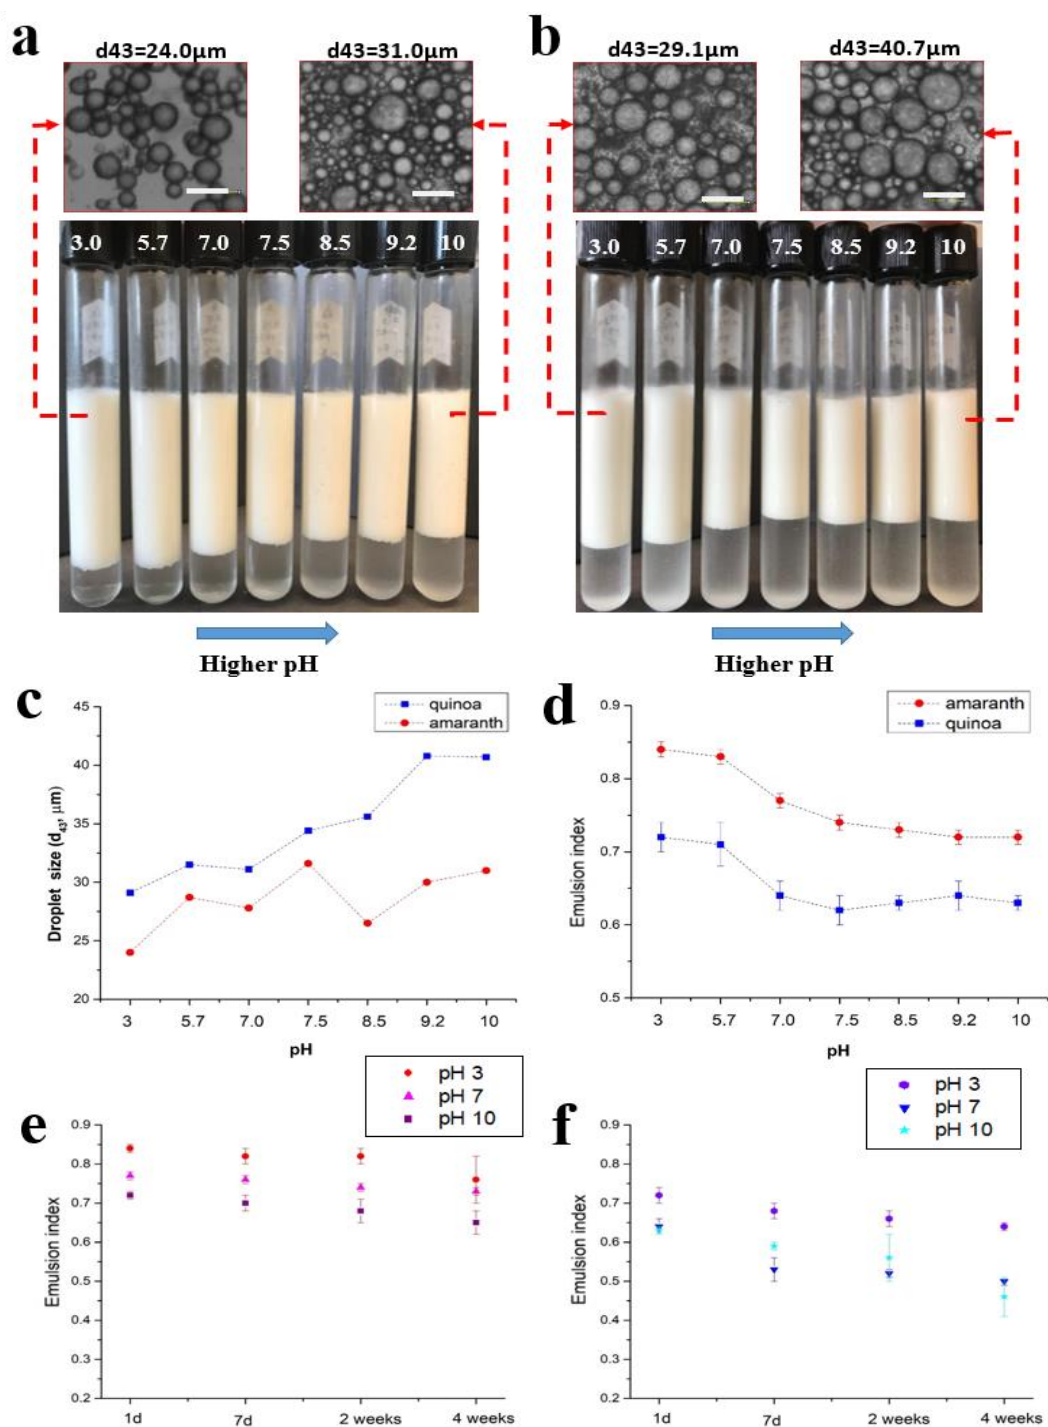 a
d43=24.0µm
d43=31.0µm
b
d43=29.1µm
d43=40.7µm
3.0 5.7 7.0 7.5 8.5 9.2 10
3.0 5.7 7.0 7.5 8.5 9.2 10
Higher pH
Higher pH
c
quinoa
amaranth
45
40
35
30
25
20
Droplet size (d43, µm)
3 5.7 7.0 7.5 8.5 9.2 10
pH
d
amaranth
quinoa
0.9
0.8
0.7
0.6
0.5
Emulsion index
3 5.7 7.0 7.5 8.5 9.2 10
pH
e
pH 3
pH 7
pH 10
0.9
0.8
0.7
0.6
0.5
0.4
0.3
0.2
Emulsion index
1d 7d 2 weeks 4 weeks
f
pH 3
pH 7
pH 10
0.9
0.8
0.7
0.6
0.5
0.4
0.3
0.2
Emulsion index
1d 7d 2 weeks 4 weeks